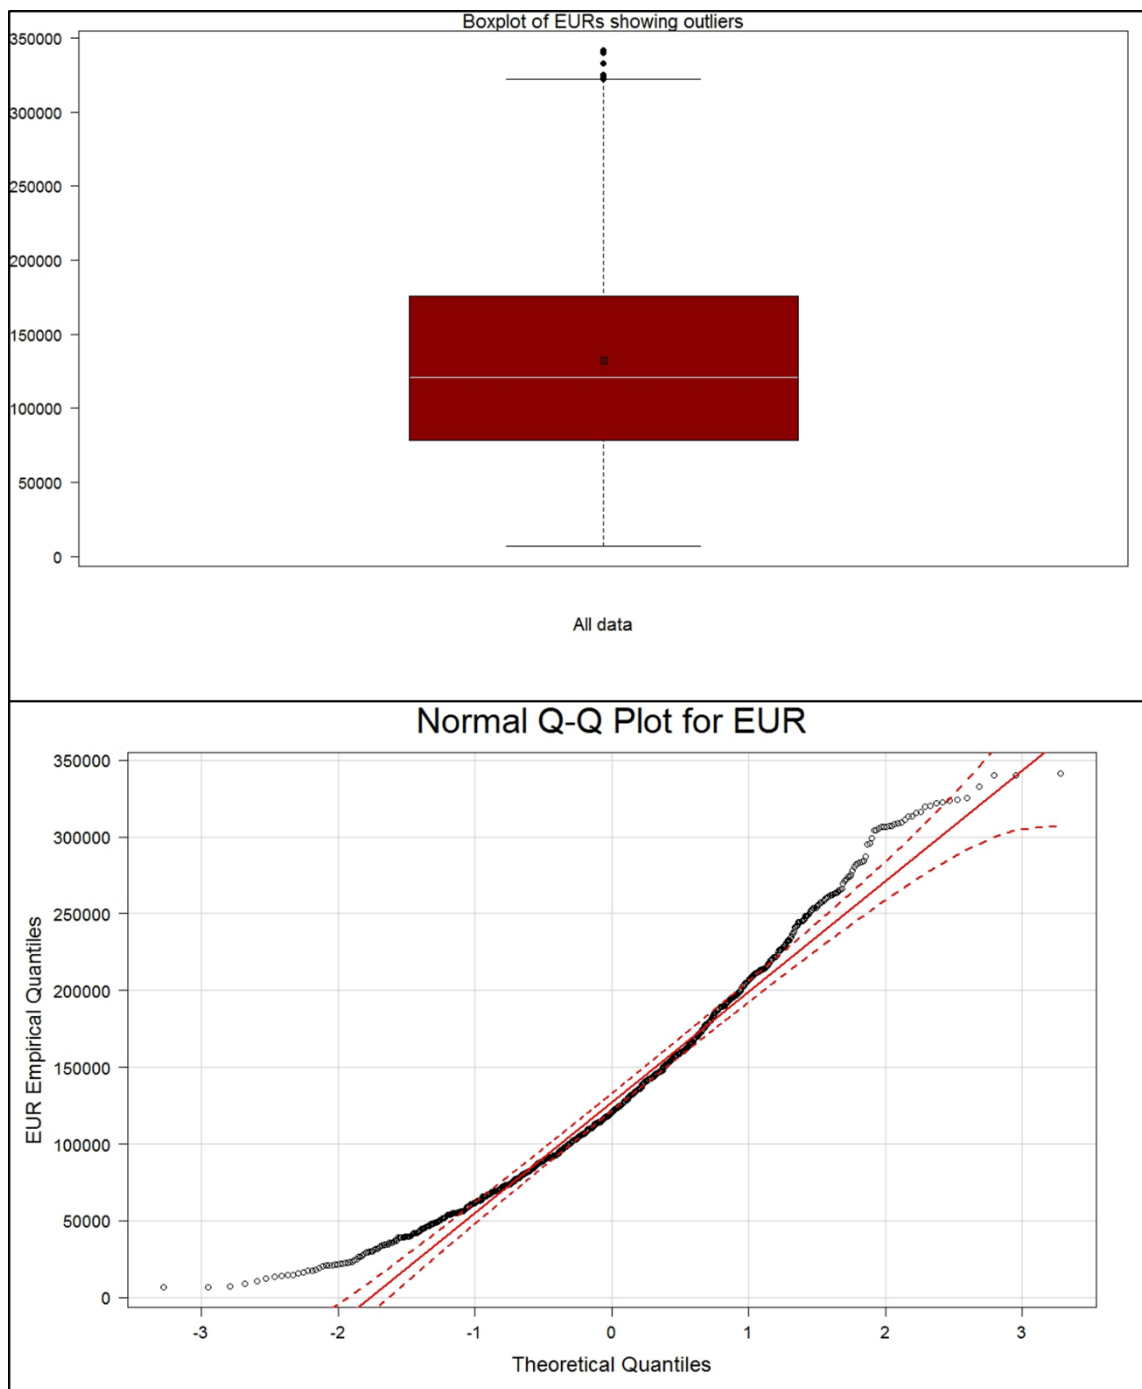 Boxplot of EURs showing outliers
350000
300000
250000
200000
150000
100000
50000
0
All data
Normal Q-Q Plot for EUR
350000
300000
250000
200000
150000
100000
50000
0
EUR Empirical Quantiles
-3 -2 -1 0 1 2 3
Theoretical Quantiles